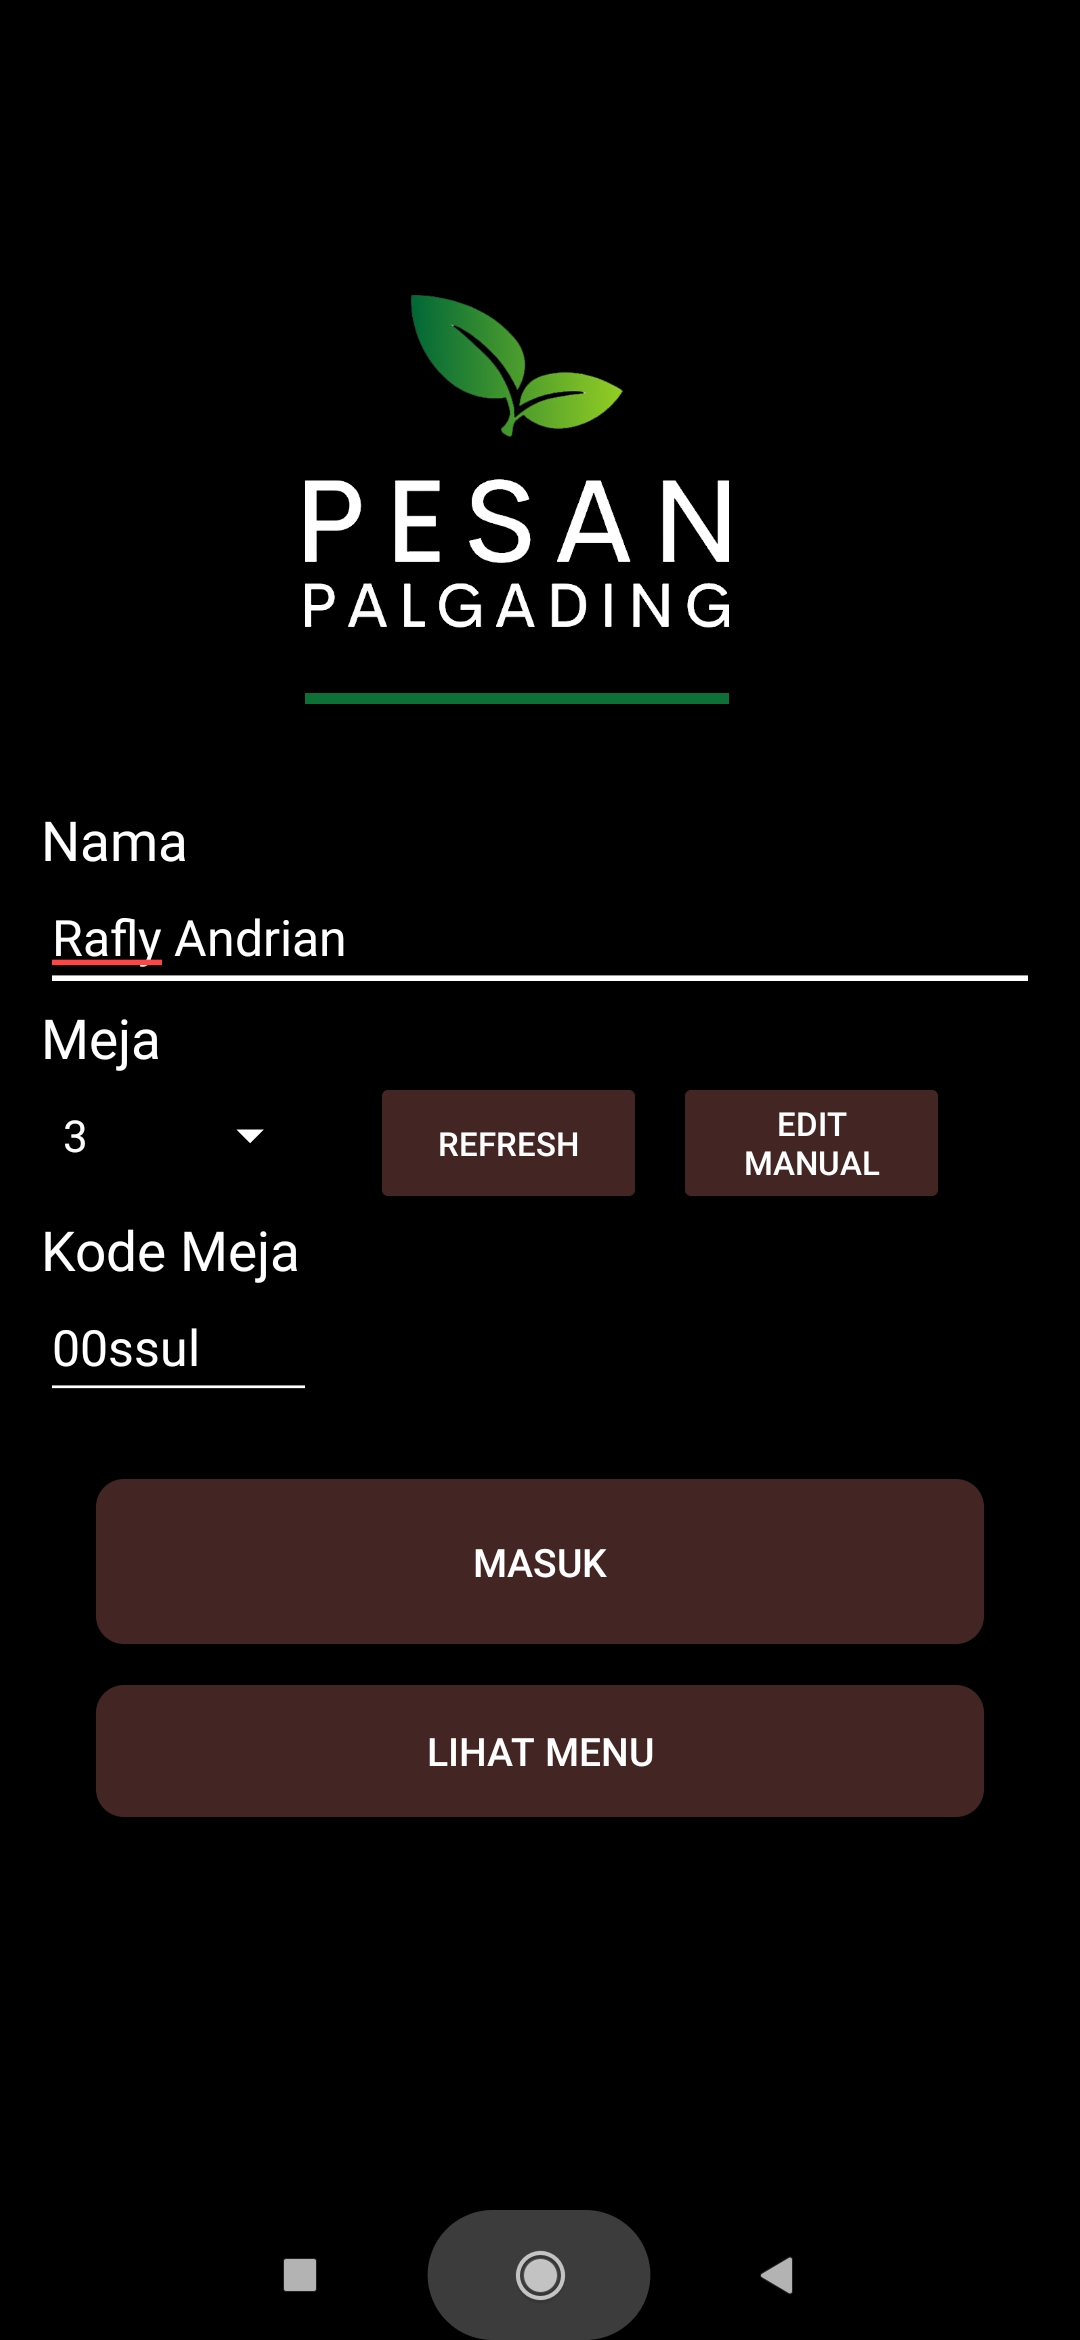 PESAN
PALGADING
Nama
Rafly Andrian
Meja
3
REFRESH
EDIT
MANUAL
Kode Meja
00ssul
MASUK
LIHAT MENU